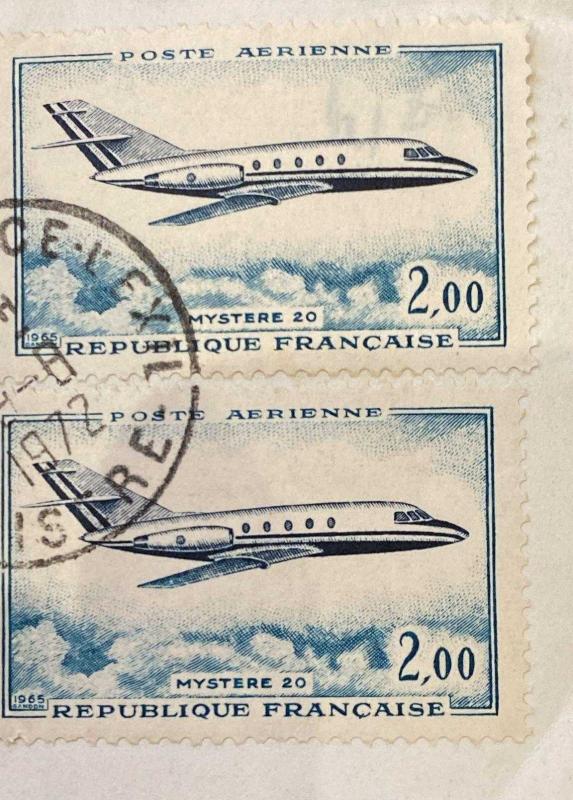 POSTE AERIENNE
2,00
MYSTERE 20
1965
REPUBLIQUE FRANÇAISE
1972
POSTE AERIENNE
2,00
MYSTERE 20
1965
GANDON
REPUBLIQUE FRANÇAISE